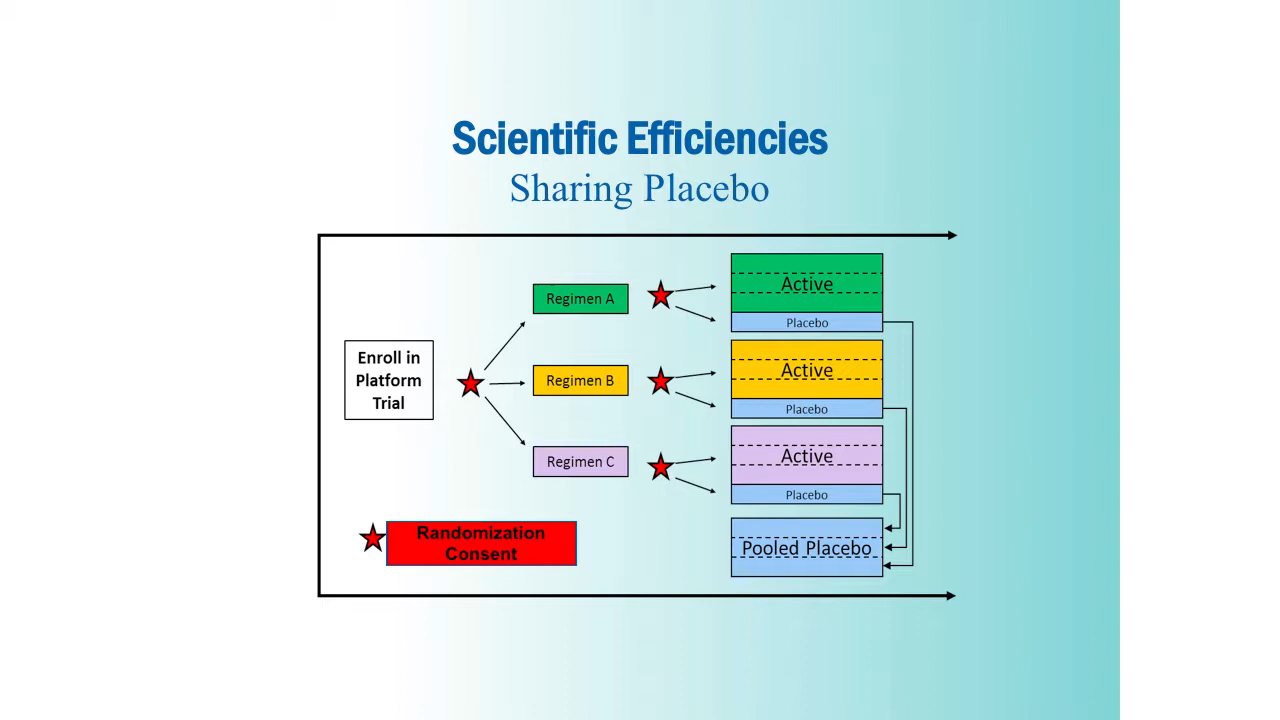 Scientific Efficiencies
Sharing Placebo
Enroll in
Platform
Trial
Regimen A
Active
Placebo
Regimen B
Active
Placebo
Regimen C
Active
Placebo
Randomization
Consent
Pooled Placebo